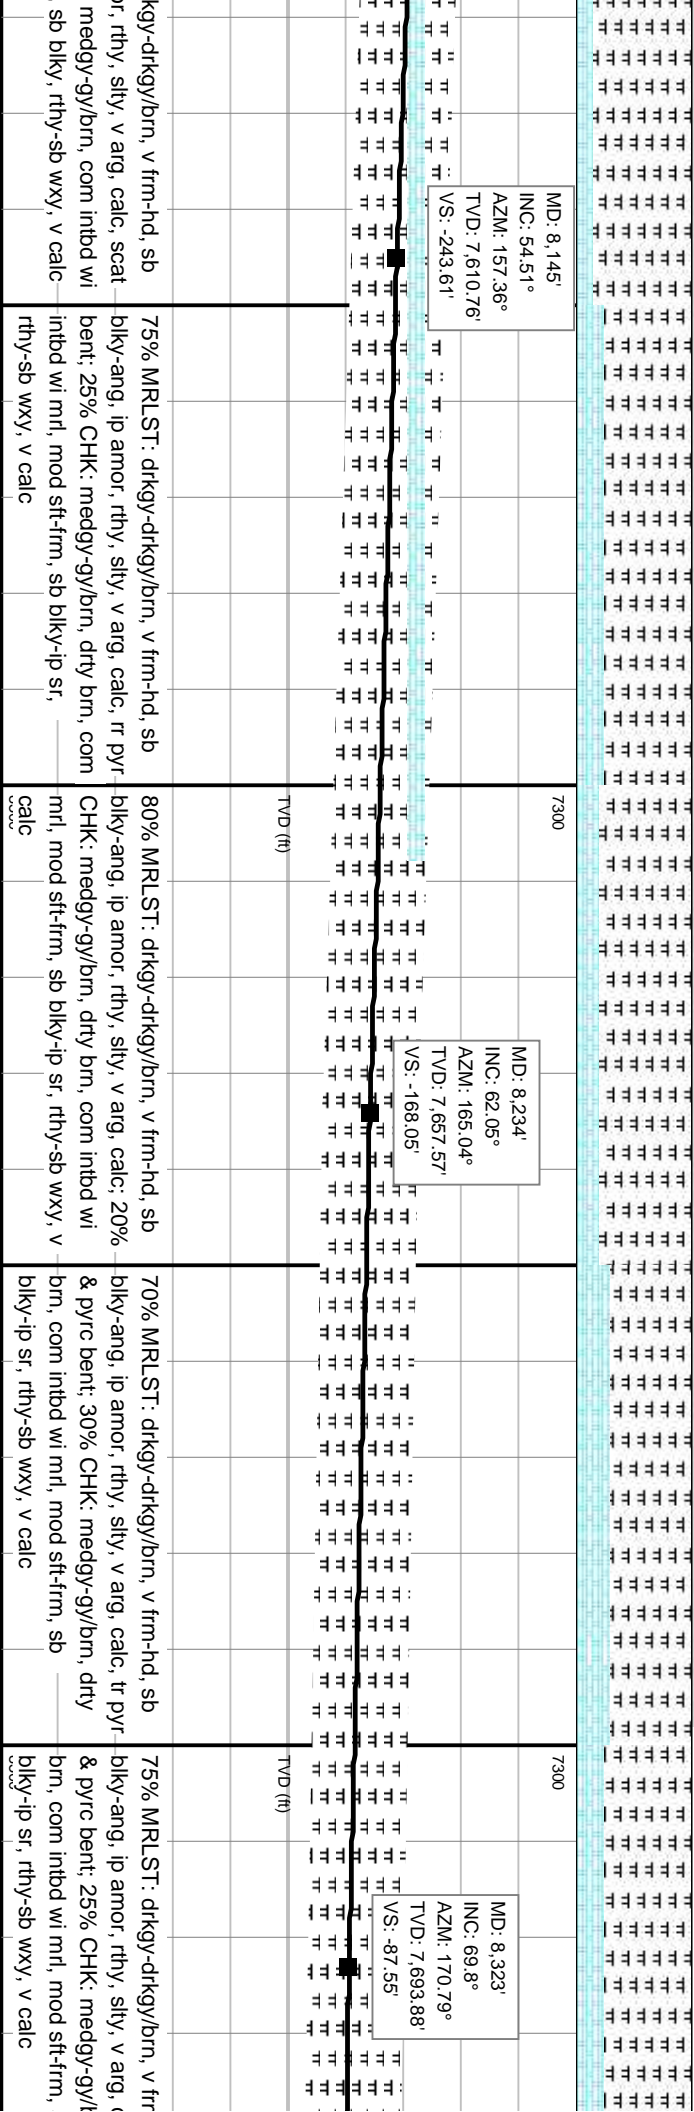 kgy-drkgy/brn, v frm-hd, sb
or, rthy, slty, v arg, calc, scat
medgy-gy/brn, com intbd wi
, sb blky, rthy-sb wxy, v calc
MD: 8,145'
INC: 54.51°
AZM: 157.36°
TVD: 7,610.76'
VS: -243.61'
75% MRLST: drkgy-drkgy/brn, v frm-hd, sb
blky-ang, ip amor, rthy, slty, v arg, calc, rr pyr
bent; 25% CHK: medgy-gy/brn, drty brn, com
intbd wi mrl, mod sft-frm, sb blky-ip sr,
rthy-sb wxy, v calc
7300
TVD (ft)
80% MRLST: drkgy-drkgy/brn, v frm-hd, sb
blky-ang, ip amor, rthy, slty, v arg, calc; 20%
CHK: medgy-gy/brn, drty brn, com intbd wi
mrl, mod sft-frm, sb blky-ip sr, rthy-sb wxy, v
calc
MD: 8,234'
INC: 62.05°
AZM: 165.04°
TVD: 7,657.57'
VS: -168.05'
70% MRLST: drkgy-drkgy/brn, v frm-hd, sb
blky-ang, ip amor, rthy, slty, v arg, calc, tr pyr
& pyrc bent; 30% CHK: medgy-gy/brn, drty
brn, com intbd wi mrl, mod sft-frm, sb
blky-ip sr, rthy-sb wxy, v calc
7300
TVD (ft)
75% MRLST: drkgy-drkgy/brn, v frr
blky-ang, ip amor, rthy, slty, v arg, c
& pyrc bent; 25% CHK: medgy-gy/b
brn, com intbd wi mrl, mod sft-frm,
blky-ip sr, rthy-sb wxy, v calc
MD: 8,323'
INC: 69.8°
AZM: 170.79°
TVD: 7,693.88'
VS: -87.55'